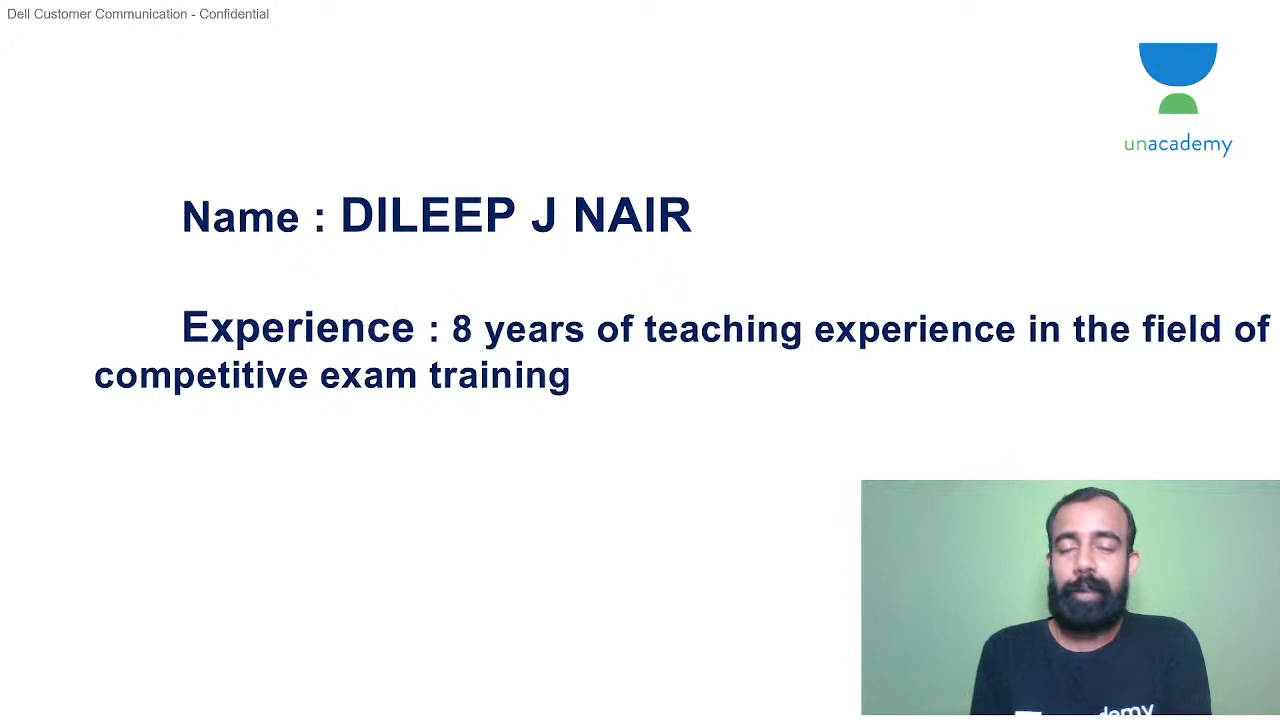 Dell Customer Communication - Confidential
unacademy
Name : DILEEP J NAIR
Experience : 8 years of teaching experience in the field of
competitive exam training